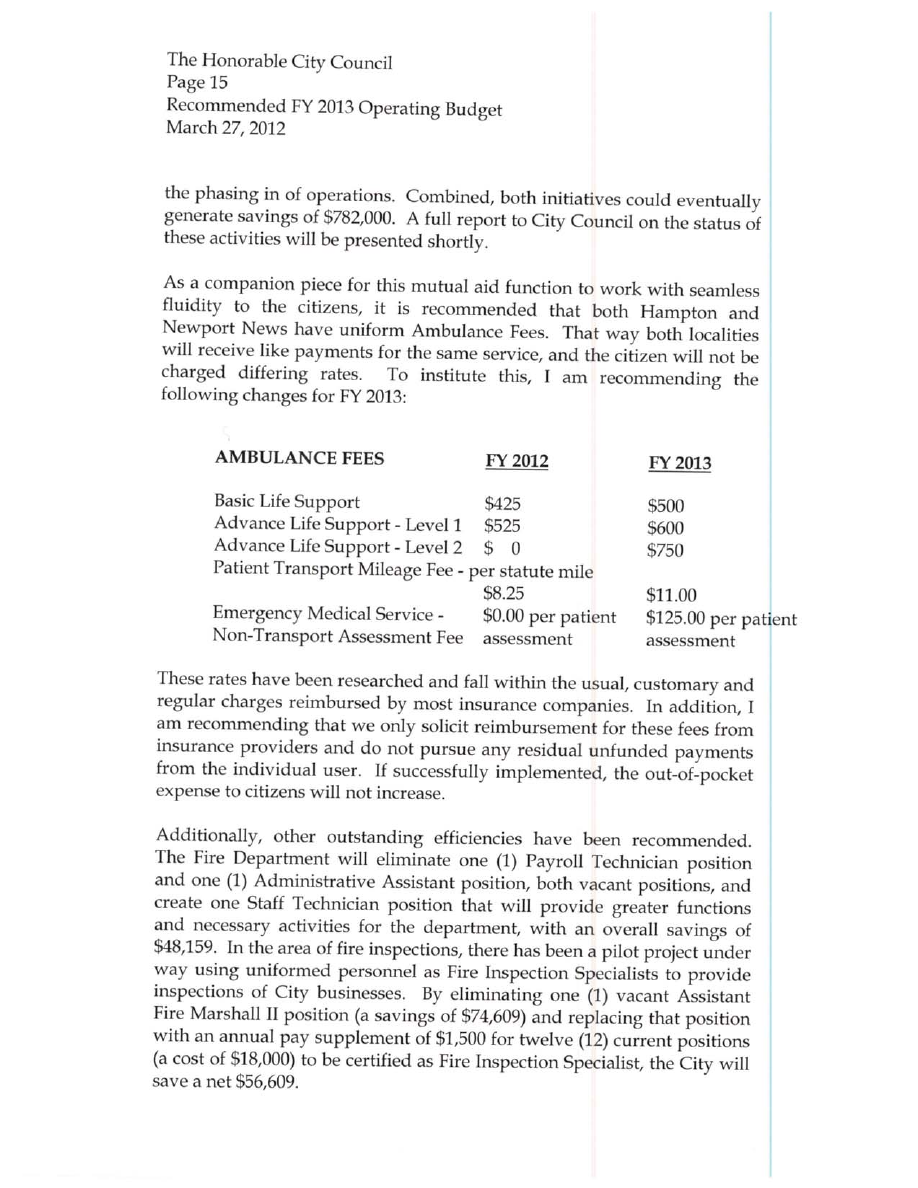 The Honorable City Council
Page 15
Recommended FY 2013 Operating Budget
March 27, 2012
the phasing in of operations. Combined, both initiatives could eventually
generate savings of $782,000. A full report to City Council on the status of
these activities will be presented shortly.
As a companion piece for this mutual aid function to work with seamless
fluidity to the citizens, it is recommended that both Hampton and
Newport News have uniform Ambulance Fees. That way both localities
will receive like payments for the same service, and the citizen will not be
charged differing rates. To institute this, I am recommending the
following changes for FY 2013:
AMBULANCE FEES FY 2012 FY 2013
Basic Life Support $425 $500
Advance Life Support - Level 1 $525 $600
Advance Life Support - Level 2 $ 0 $750
Patient Transport Mileage Fee - per statute mile
$8.25 $11.00
Emergency Medical Service - $0.00 per patient $125.00 per patient
Non-Transport Assessment Fee assessment assessment
These rates have been researched and fall within the usual, customary and
regular charges reimbursed by most insurance companies. In addition, I
am recommending that we only solicit reimbursement for these fees from
insurance providers and do not pursue any residual unfunded payments
from the individual user. If successfully implemented, the out-of-pocket
expense to citizens will not increase.
Additionally, other outstanding efficiencies have been recommended.
The Fire Department will eliminate one (1) Payroll Technician position
and one (1) Administrative Assistant position, both vacant positions, and
create one Staff Technician position that will provide greater functions
and necessary activities for the department, with an overall savings of
$48,159. In the area of fire inspections, there has been a pilot project under
way using uniformed personnel as Fire Inspection Specialists to provide
inspections of City businesses. By eliminating one (1) vacant Assistant
Fire Marshall II position (a savings of $74,609) and replacing that position
with an annual pay supplement of $1,500 for twelve (12) current positions
(a cost of $18,000) to be certified as Fire Inspection Specialist, the City will
save a net $56,609.